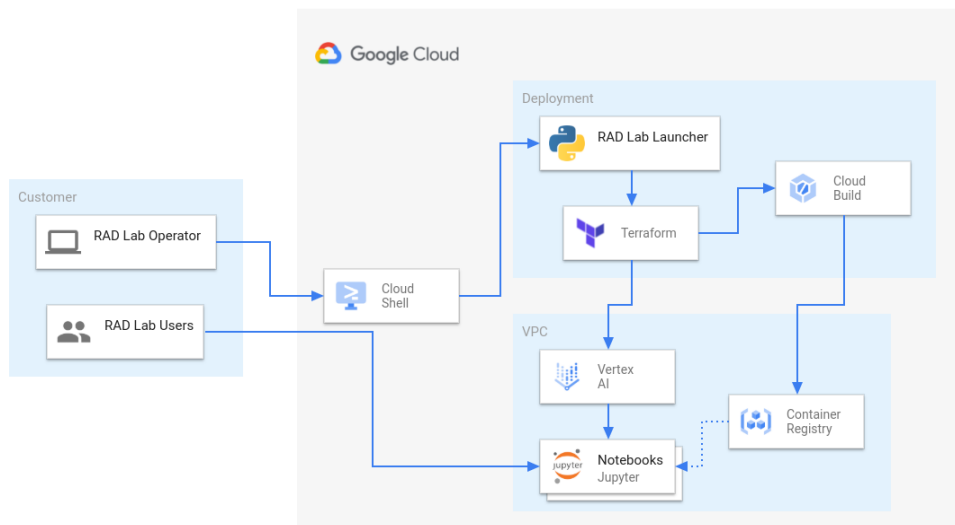 Google Cloud
Deployment
RAD Lab Launcher
Cloud
Build
Terraform
Customer
RAD Lab Operator
Cloud
Shell
RAD Lab Users
VPC
Vertex
AI
Container
Registry
jupyter
Notebooks
Jupyter